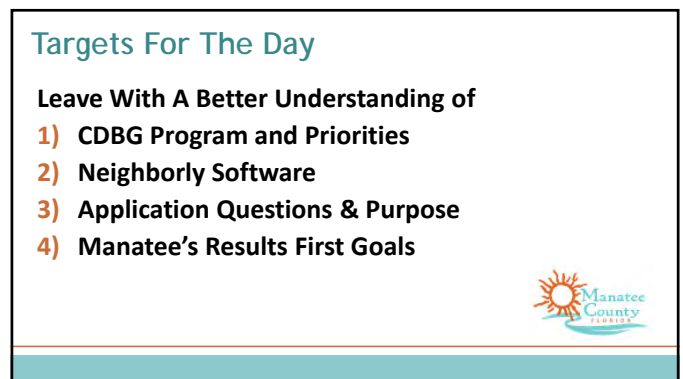 Targets For The Day
Leave With A Better Understanding of
1) CDBG Program and Priorities
2) Neighborly Software
3) Application Questions & Purpose
4) Manatee's Results First Goals
Manatee
County
FLORIDA